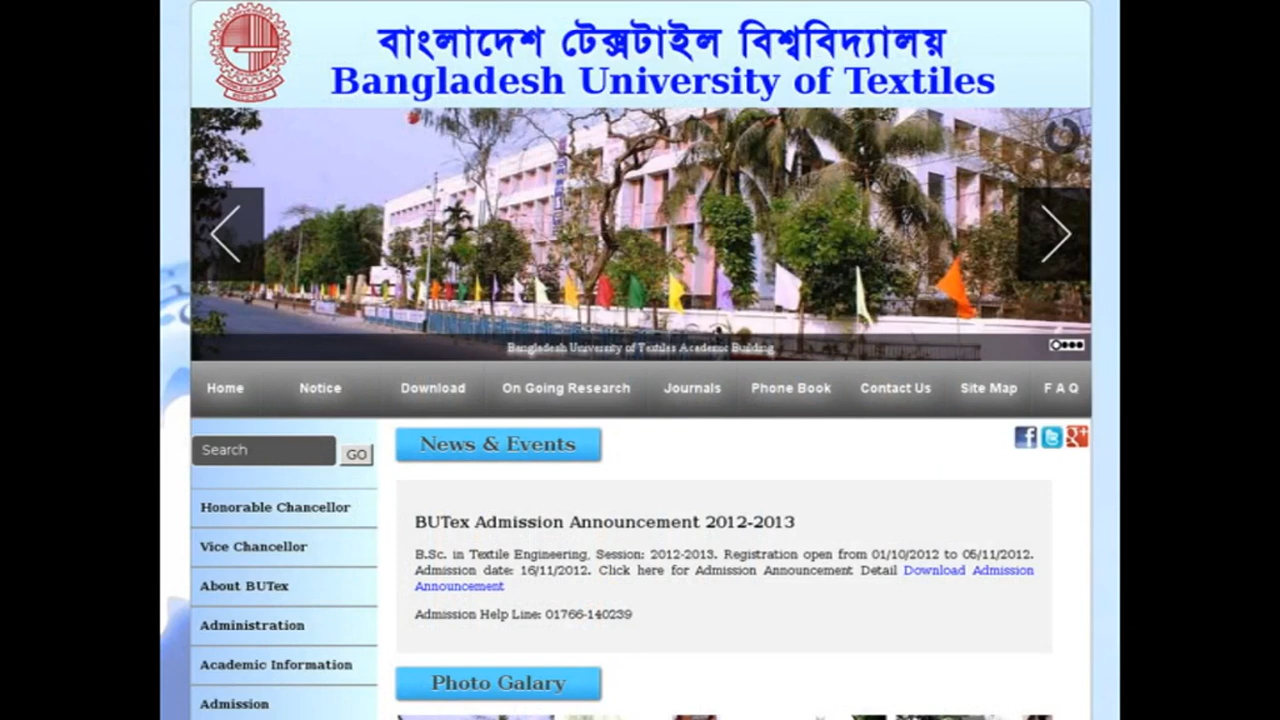 বাংলাদেশ টেক্সটাইল বিশ্ববিদ্যালয়
Bangladesh University of Textiles
Bangladesh University of Textiles Academic Building
Home Notice Download On Going Research Journals Phone Book Contact Us Site Map F A Q
Search GO
News & Events
Honorable Chancellor
Vice Chancellor
About BUTex
Administration
Academic Information
Admission
BUTex Admission Announcement 2012-2013
B.Sc. in Textile Engineering, Session: 2012-2013. Registration open from 01/10/2012 to 05/11/2012.
Admission date: 16/11/2012. Click here for Admission Announcement Detail Download Admission
Announcement
Admission Help Line: 01766-140239
Photo Galary